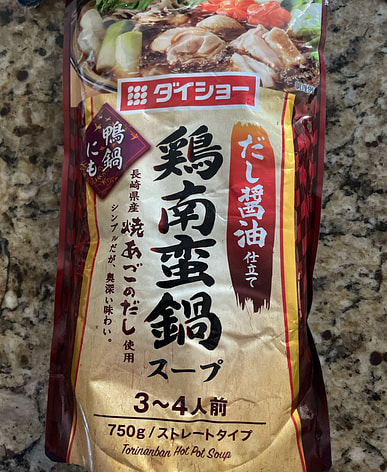 調理例
ダイショー
だし醤油
仕立て
鴨鍋
にも
鶏南蛮鍋
スープ
長崎県産焼あごのだし使用
シンプルだが、奥深い味わい。
3~4人前
750g/ストレートタイプ
Torinanban Hot Pot Soup